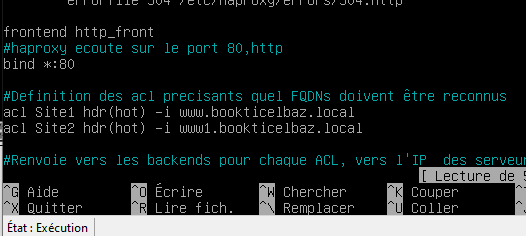 errorfile 504 /etc/haproxy/errors/504.http
frontend http_front
#haproxy ecoute sur le port 80,http
bind *:80
#Definition des acl precisants quel FQDNs doivent être reconnus
acl Site1 hdr(hot) -i www.bookticelbaz.local
acl Site2 hdr(hot) -i www1.bookticelbaz.local
#Renvoie vers les backends pour chaque ACL, vers l'IP  des serveu
[ Lecture de
^G Aide ^O Écrire ^W Chercher ^K Couper
^X Quitter ^R Lire fich. ^\ Remplacer ^U Coller
État : Exécution